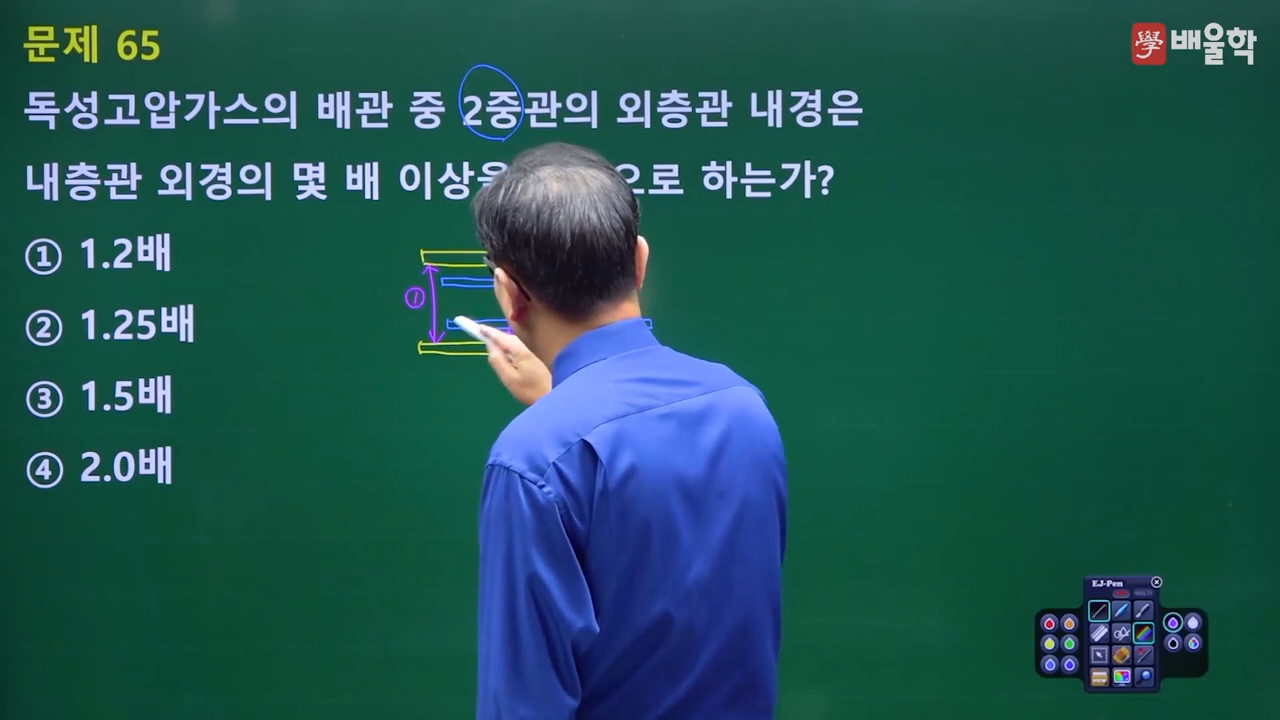 문제 65
學 배울학
독성고압가스의 배관 중 2중관의 외층관 내경은
내층관 외경의 몇 배 이상을 으로 하는가?
① 1.2배
② 1.25배
③ 1.5배
④ 2.0배
①
EJ-Pen